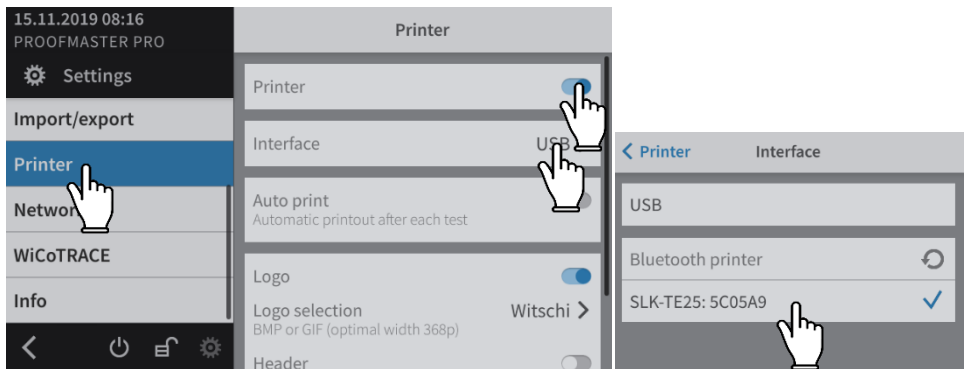 15.11.2019 08:16
PROOFMASTER PRO
Settings
Import/export
Printer
Networ
WiCoTRACE
Info
Printer
Printer
Interface USB
Auto print
Automatic printout after each test
Logo
Logo selection Witschi
BMP or GIF (optimal width 368p)
Header
Printer Interface
USB
Bluetooth printer
SLK-TE25: 5C05A9